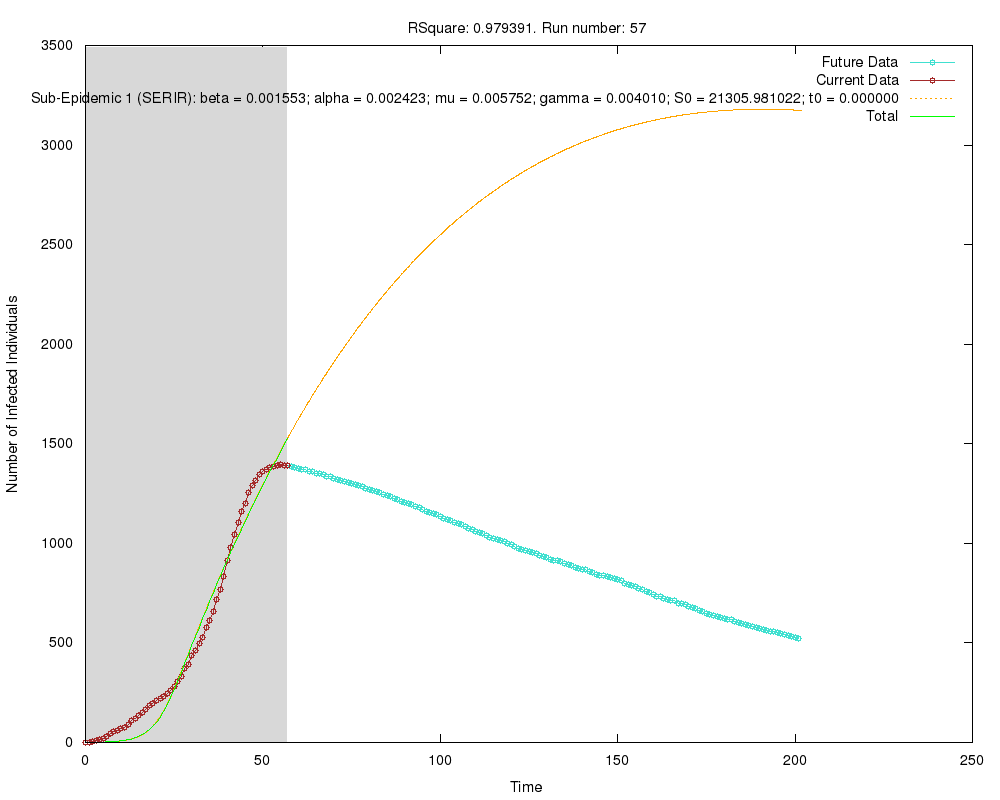 RSquare: 0.979391. Run number: 57
3500
3000
2500
2000
1500
1000
500
0
Number of Infected Individuals
Future Data
Current Data
Sub-Epidemic 1 (SERIR): beta = 0.001553; alpha = 0.002423; mu = 0.005752; gamma = 0.004010; S0 = 21305.981022; t0 = 0.000000
Total
0 50 100 150 200 250
Time